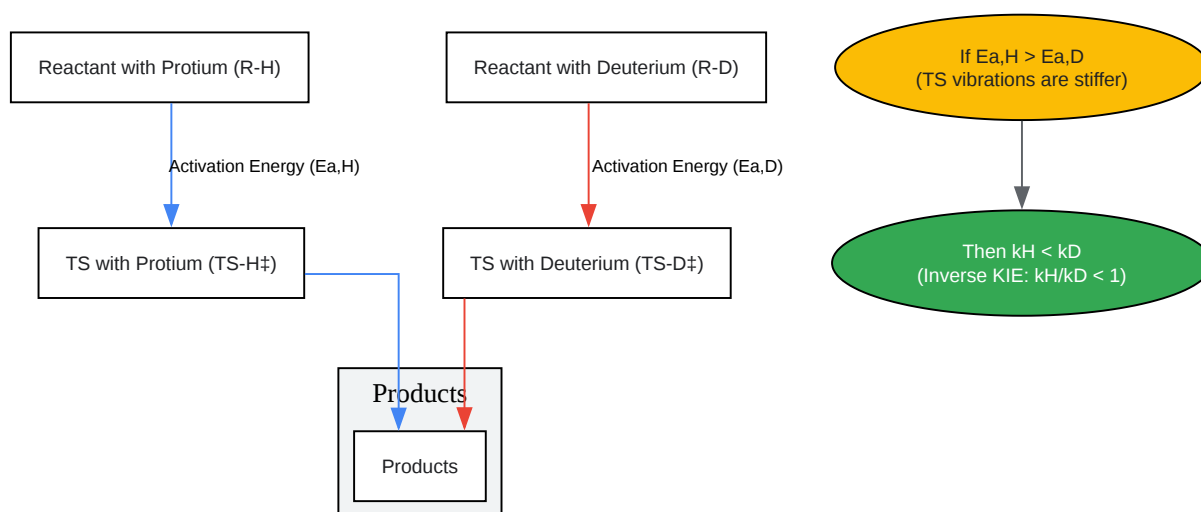 Reactant with Protium (R-H)
Reactant with Deuterium (R-D)
If Ea,H > Ea,D
(TS vibrations are stiffer)
Activation Energy (Ea,H)
Activation Energy (Ea,D)
TS with Protium (TS-H‡)
TS with Deuterium (TS-D‡)
Then kH < kD
(Inverse KIE: kH/kD < 1)
Products
Products